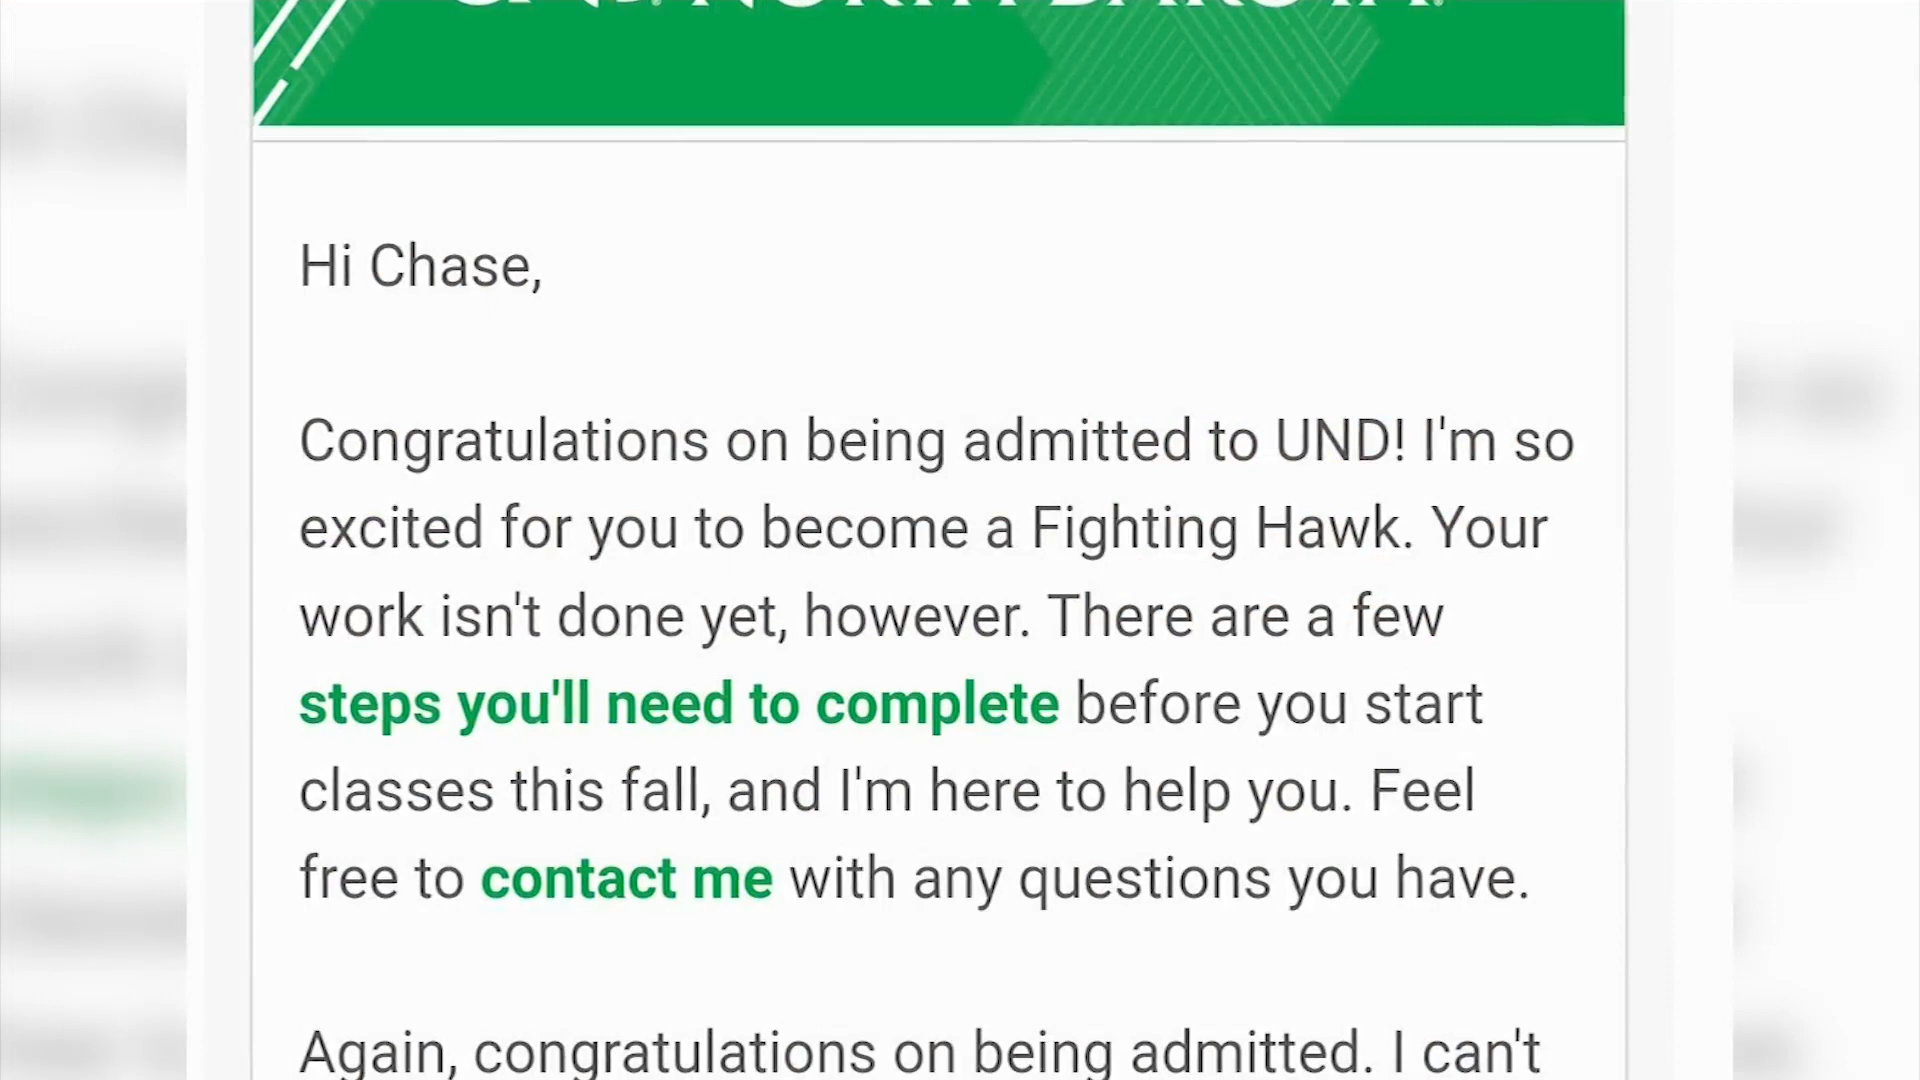 Hi Chase,
Congratulations on being admitted to UND! I'm so
excited for you to become a Fighting Hawk. Your
work isn't done yet, however. There are a few
steps you'll need to complete before you start
classes this fall, and I'm here to help you. Feel
free to contact me with any questions you have.
Again, congratulations on being admitted. I can't